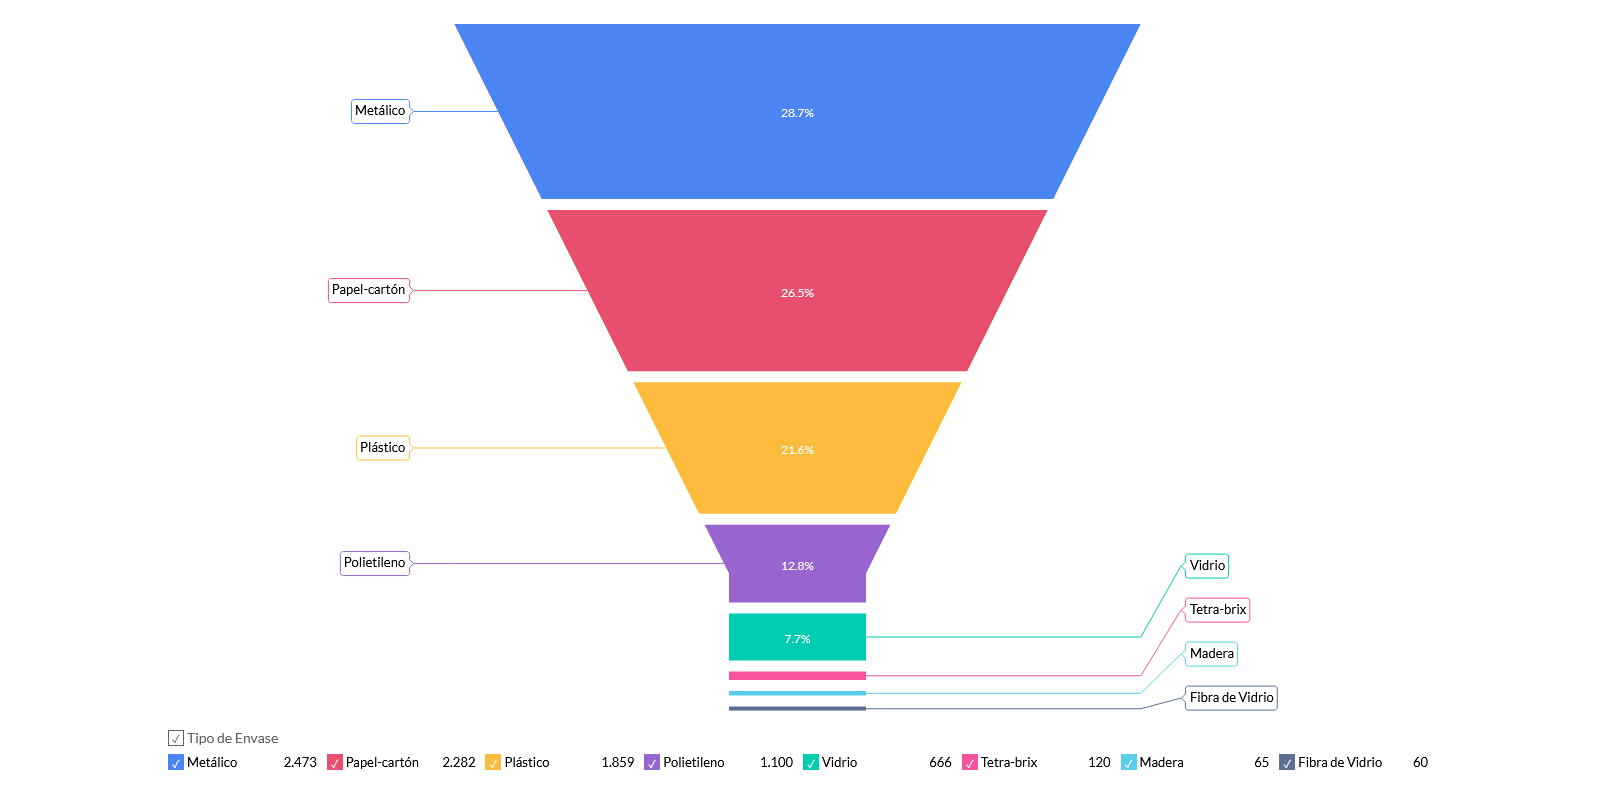 28.7%
Metálico
26.5%
Papel-cartón
21.6%
Plástico
12.8%
Polietileno
Vidrio
7.7%
Tetra-brix
Madera
Fibra de Vidrio
Tipo de Envase
Metálico 2.473 Papel-cartón 2.282 Plástico 1.859 Polietileno 1.100 Vidrio 666 Tetra-brix 120 Madera 65 Fibra de Vidrio 60